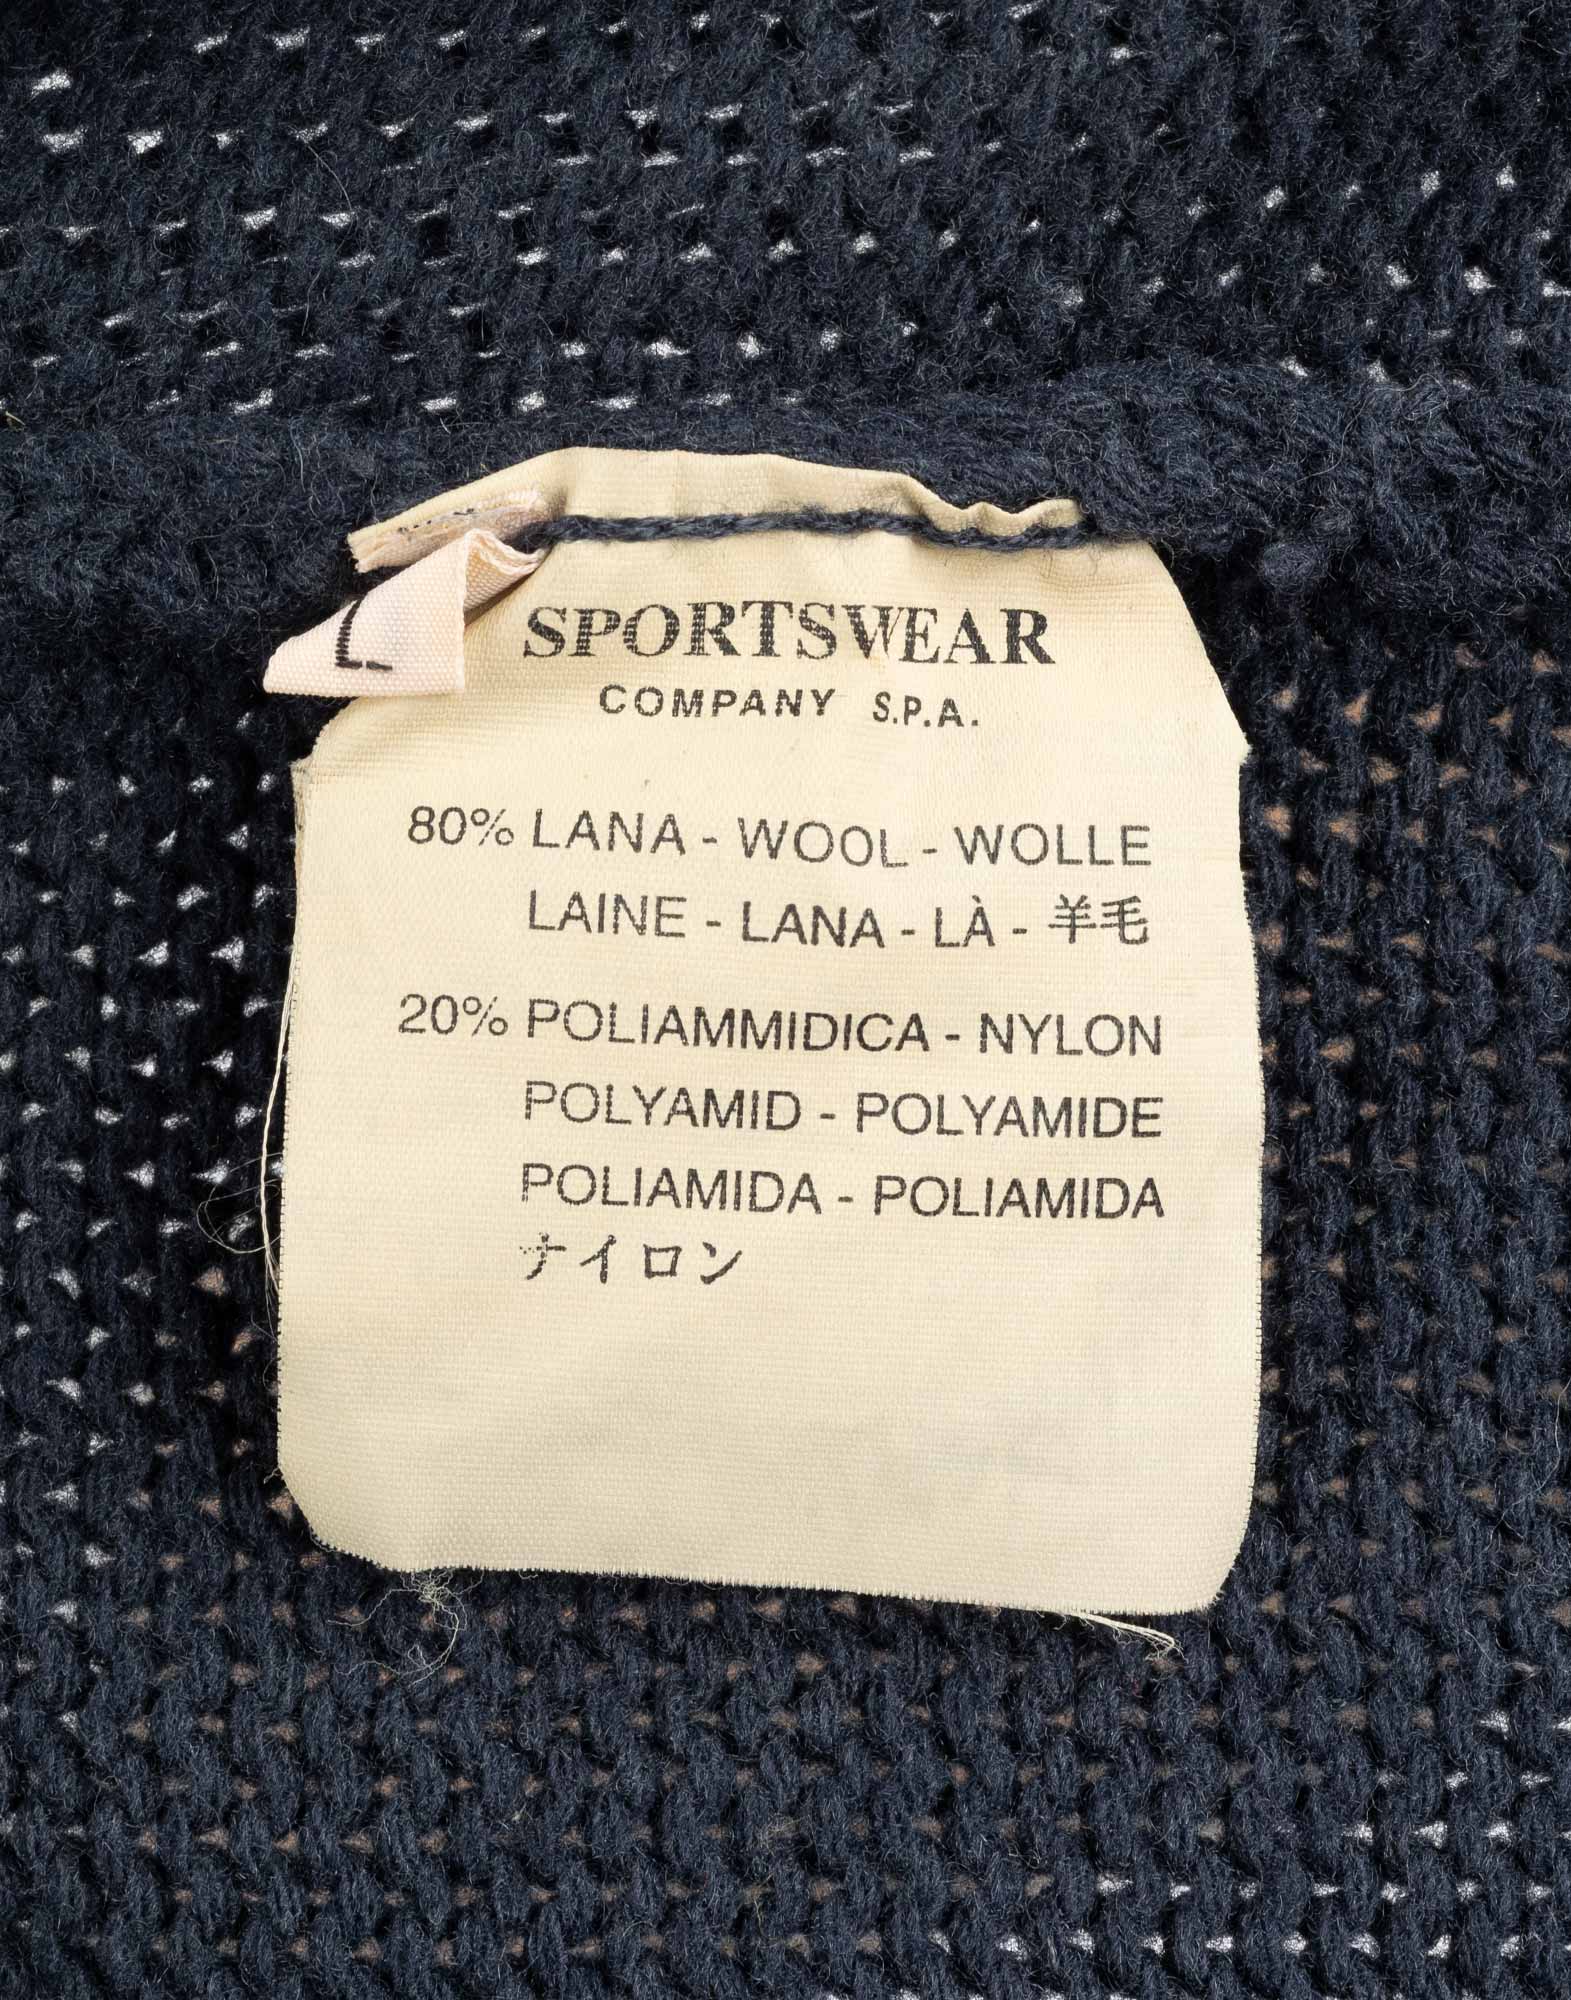 L
SPORTSWEAR
COMPANY S.P.A.
80% LANA - WOOL - WOLLE
LAINE - LANA - LÀ - 羊毛
20% POLIAMMIDICA - NYLON
POLYAMID - POLYAMIDE
POLIAMIDA - POLIAMIDA
ナイロン